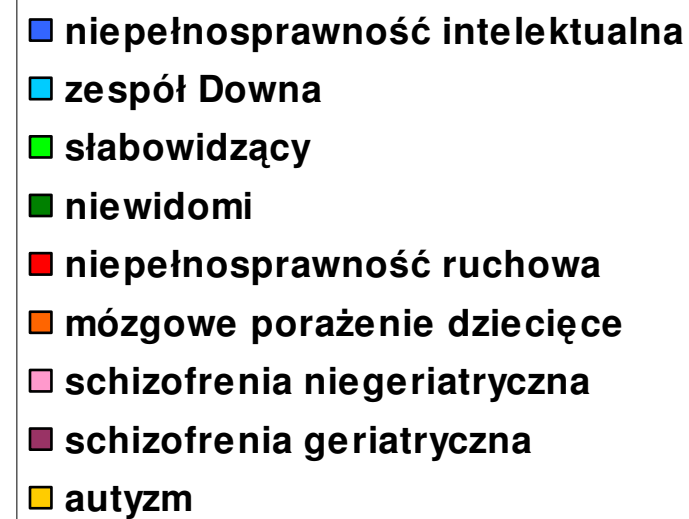 niepełnosprawność intelektualna
zespół Downa
słabowidzący
niewidomi
niepełnosprawność ruchowa
mózgowe porażenie dziecięce
schizofrenia niegeriatryczna
schizofrenia geriatryczna
autyzm